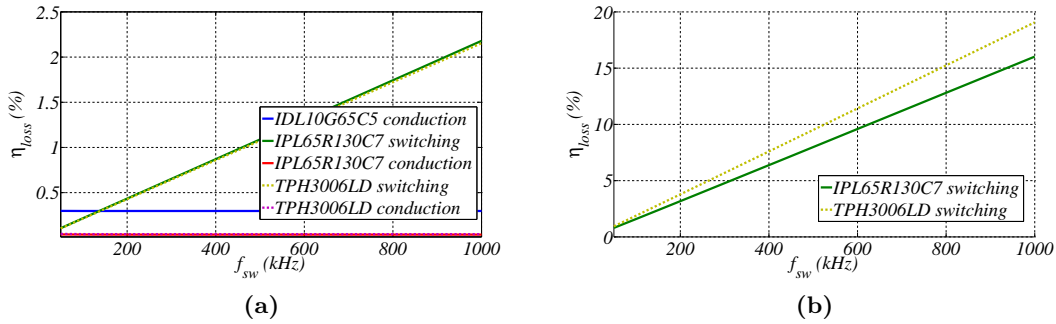 2.5
2
1.5
1
0.5
η_loss (%)
IDL10G65C5 conduction
IPL65R130C7 switching
IPL65R130C7 conduction
TPH3006LD switching
TPH3006LD conduction
200 400 600 800 1000
f_sw (kHz)
(a)
20
15
10
5
0
η_loss (%)
IPL65R130C7 switching
TPH3006LD switching
200 400 600 800 1000
f_sw (kHz)
(b)